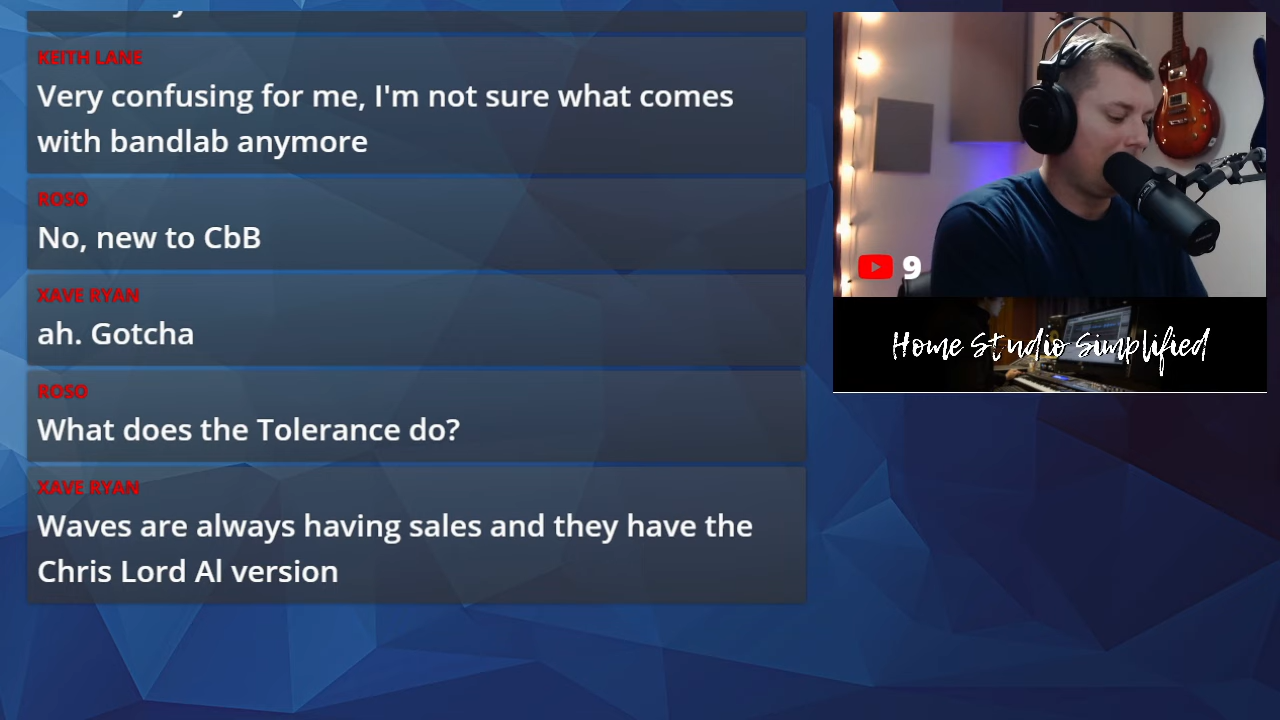 KEITH LANE
Very confusing for me, I'm not sure what comes
with bandlab anymore
ROSO
No, new to CbB
XAVE RYAN
ah. Gotcha
ROSO
What does the Tolerance do?
XAVE RYAN
Waves are always having sales and they have the
Chris Lord Al version
9
Home Studio Simplified